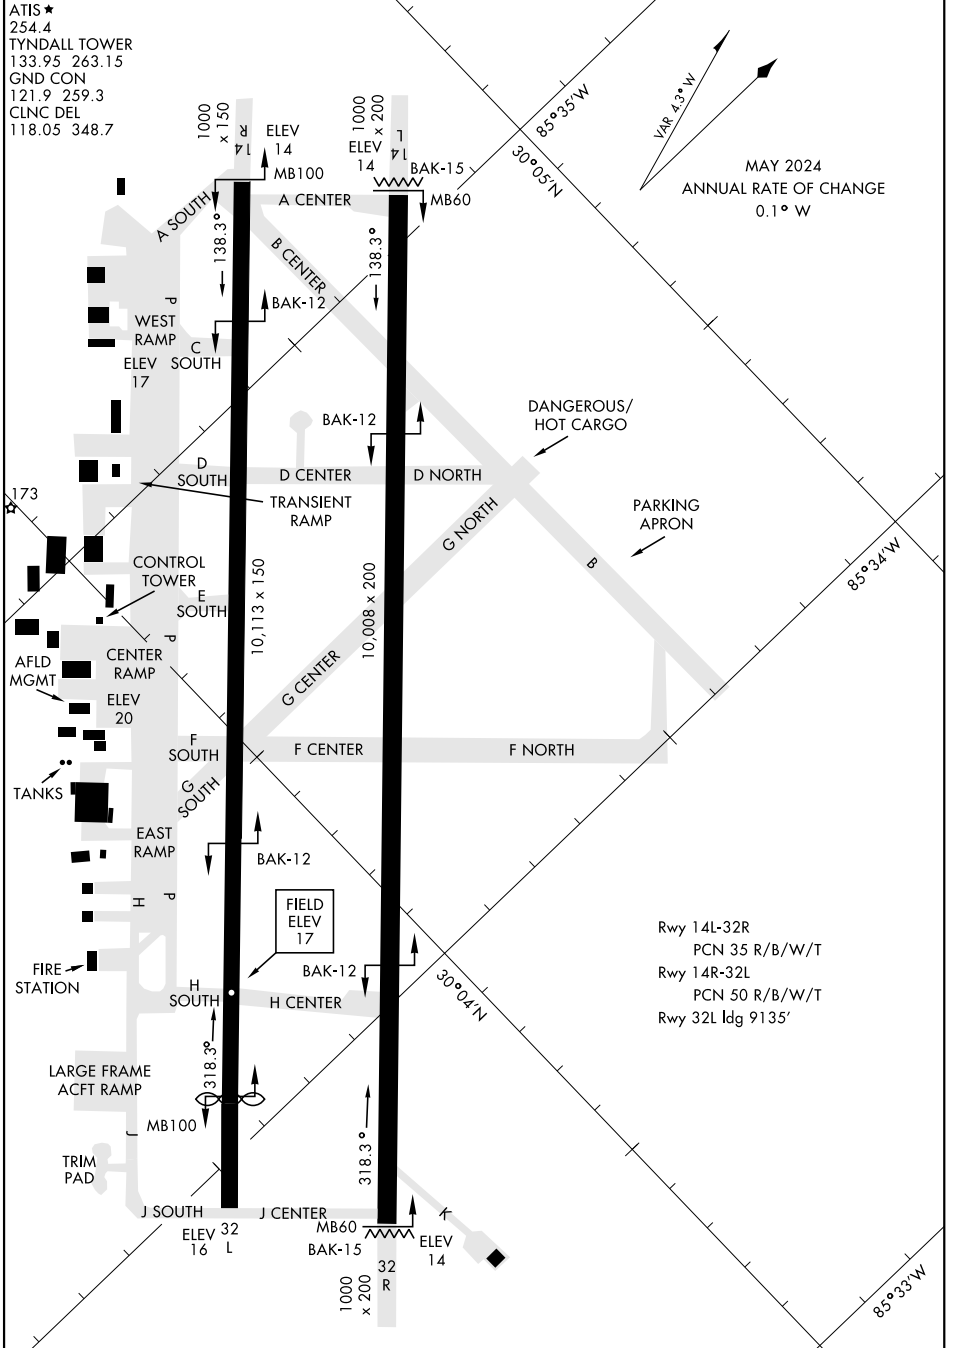 ATIS ★
254.4
TYNDALL TOWER
133.95 263.15
GND CON
121.9 259.3
CLNC DEL
118.05 348.7
1000
x 150
14
R
ELEV
14
MB100
1000
x 200
ELEV
14
14
L
BAK-15
MB60
85°35'W
30°05'N
VAR 4.3° W
MAY 2024
ANNUAL RATE OF CHANGE
0.1° W
A SOUTH
A CENTER
138.3°
B CENTER
138.3°
P
BAK-12
WEST
RAMP
C
SOUTH
ELEV
17
BAK-12
DANGEROUS/
HOT CARGO
D
SOUTH
D CENTER
D NORTH
173
TRANSIENT
RAMP
G NORTH
PARKING
APRON
CONTROL
TOWER
B
85°34'W
E
SOUTH
10,113 x 150
10,008 x 200
P
AFLD
MGMT
CENTER
RAMP
ELEV
20
G CENTER
F
SOUTH
F CENTER
F NORTH
TANKS
G
SOUTH
EAST
RAMP
BAK-12
H
P
FIELD
ELEV
17
Rwy 14L-32R
PCN 35 R/B/W/T
Rwy 14R-32L
PCN 50 R/B/W/T
Rwy 32L ldg 9135'
FIRE
STATION
BAK-12
30°04'N
H
SOUTH
H CENTER
318.3°
LARGE FRAME
ACFT RAMP
MB100
J
318.3°
TRIM
PAD
J SOUTH
J CENTER
K
ELEV
16
32
L
MB60
BAK-15
ELEV
14
32
R
1000
x 200
85°33'W